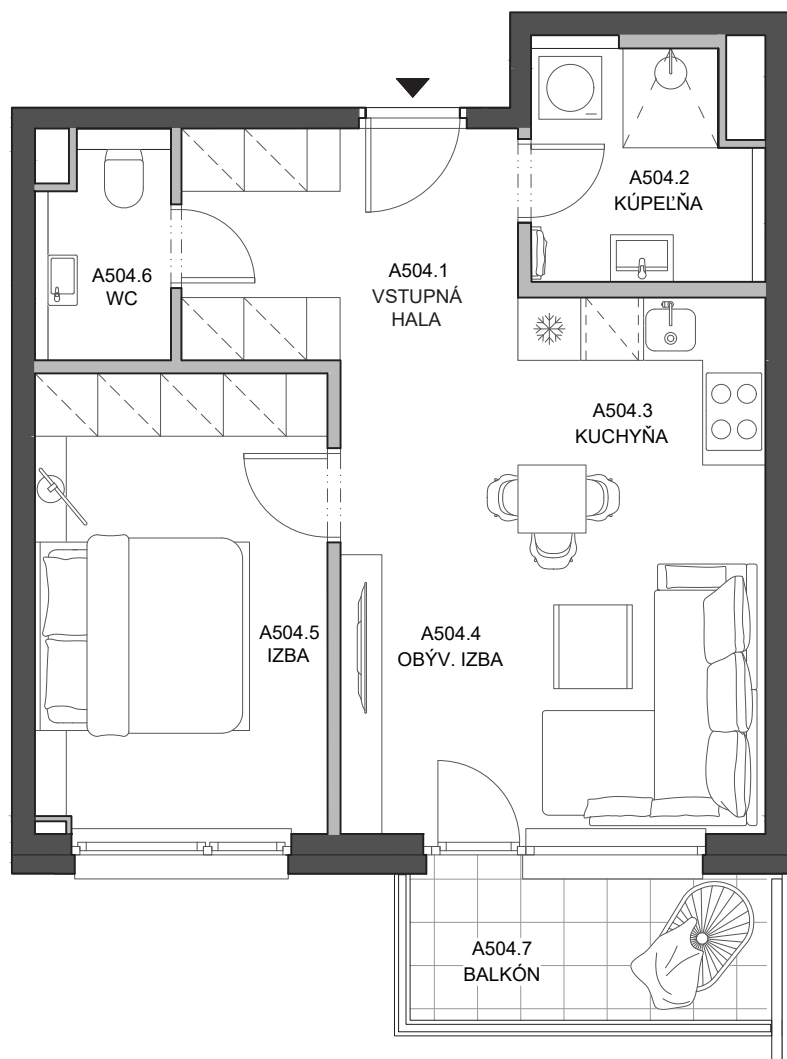 A504.2
KÚPEĽŇA
A504.6
WC
A504.1
VSTUPNÁ
HALA
A504.3
KUCHYŇA
A504.5
IZBA
A504.4
OBÝV. IZBA
A504.7
BALKÓN